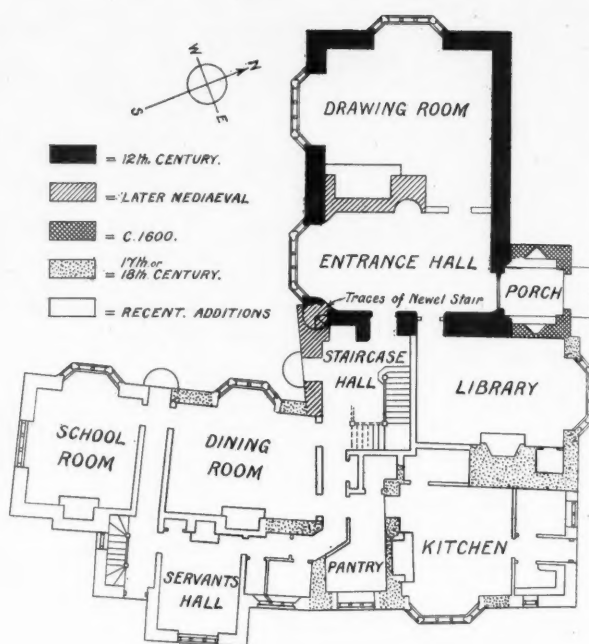 W
N
S
E
= 12th. CENTURY.
= LATER MEDIAEVAL
= C.1600.
= 17th or
18th CENTURY.
= RECENT. ADDITIONS
DRAWING ROOM
ENTRANCE HALL
PORCH
Traces of Newel Stair
STAIRCASE
HALL
LIBRARY
SCHOOL
ROOM
DINING
ROOM
KITCHEN
PANTRY
SERVANTS
HALL